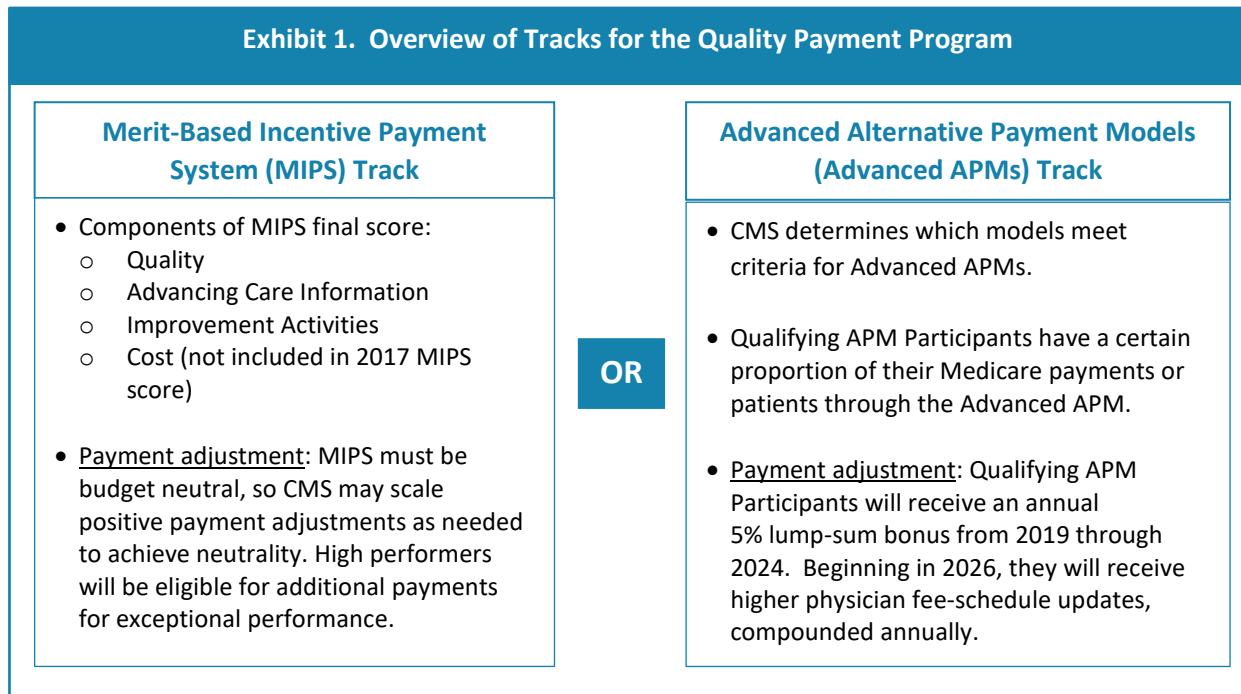 Exhibit 1.  Overview of Tracks for the Quality Payment Program
Merit-Based Incentive Payment
System (MIPS) Track
• Components of MIPS final score:
o Quality
o Advancing Care Information
o Improvement Activities
o Cost (not included in 2017 MIPS
score)
• Payment adjustment: MIPS must be
budget neutral, so CMS may scale
positive payment adjustments as needed
to achieve neutrality. High performers
will be eligible for additional payments
for exceptional performance.
OR
Advanced Alternative Payment Models
(Advanced APMs) Track
• CMS determines which models meet
criteria for Advanced APMs.
• Qualifying APM Participants have a certain
proportion of their Medicare payments or
patients through the Advanced APM.
• Payment adjustment: Qualifying APM
Participants will receive an annual
5% lump-sum bonus from 2019 through
2024.  Beginning in 2026, they will receive
higher physician fee-schedule updates,
compounded annually.